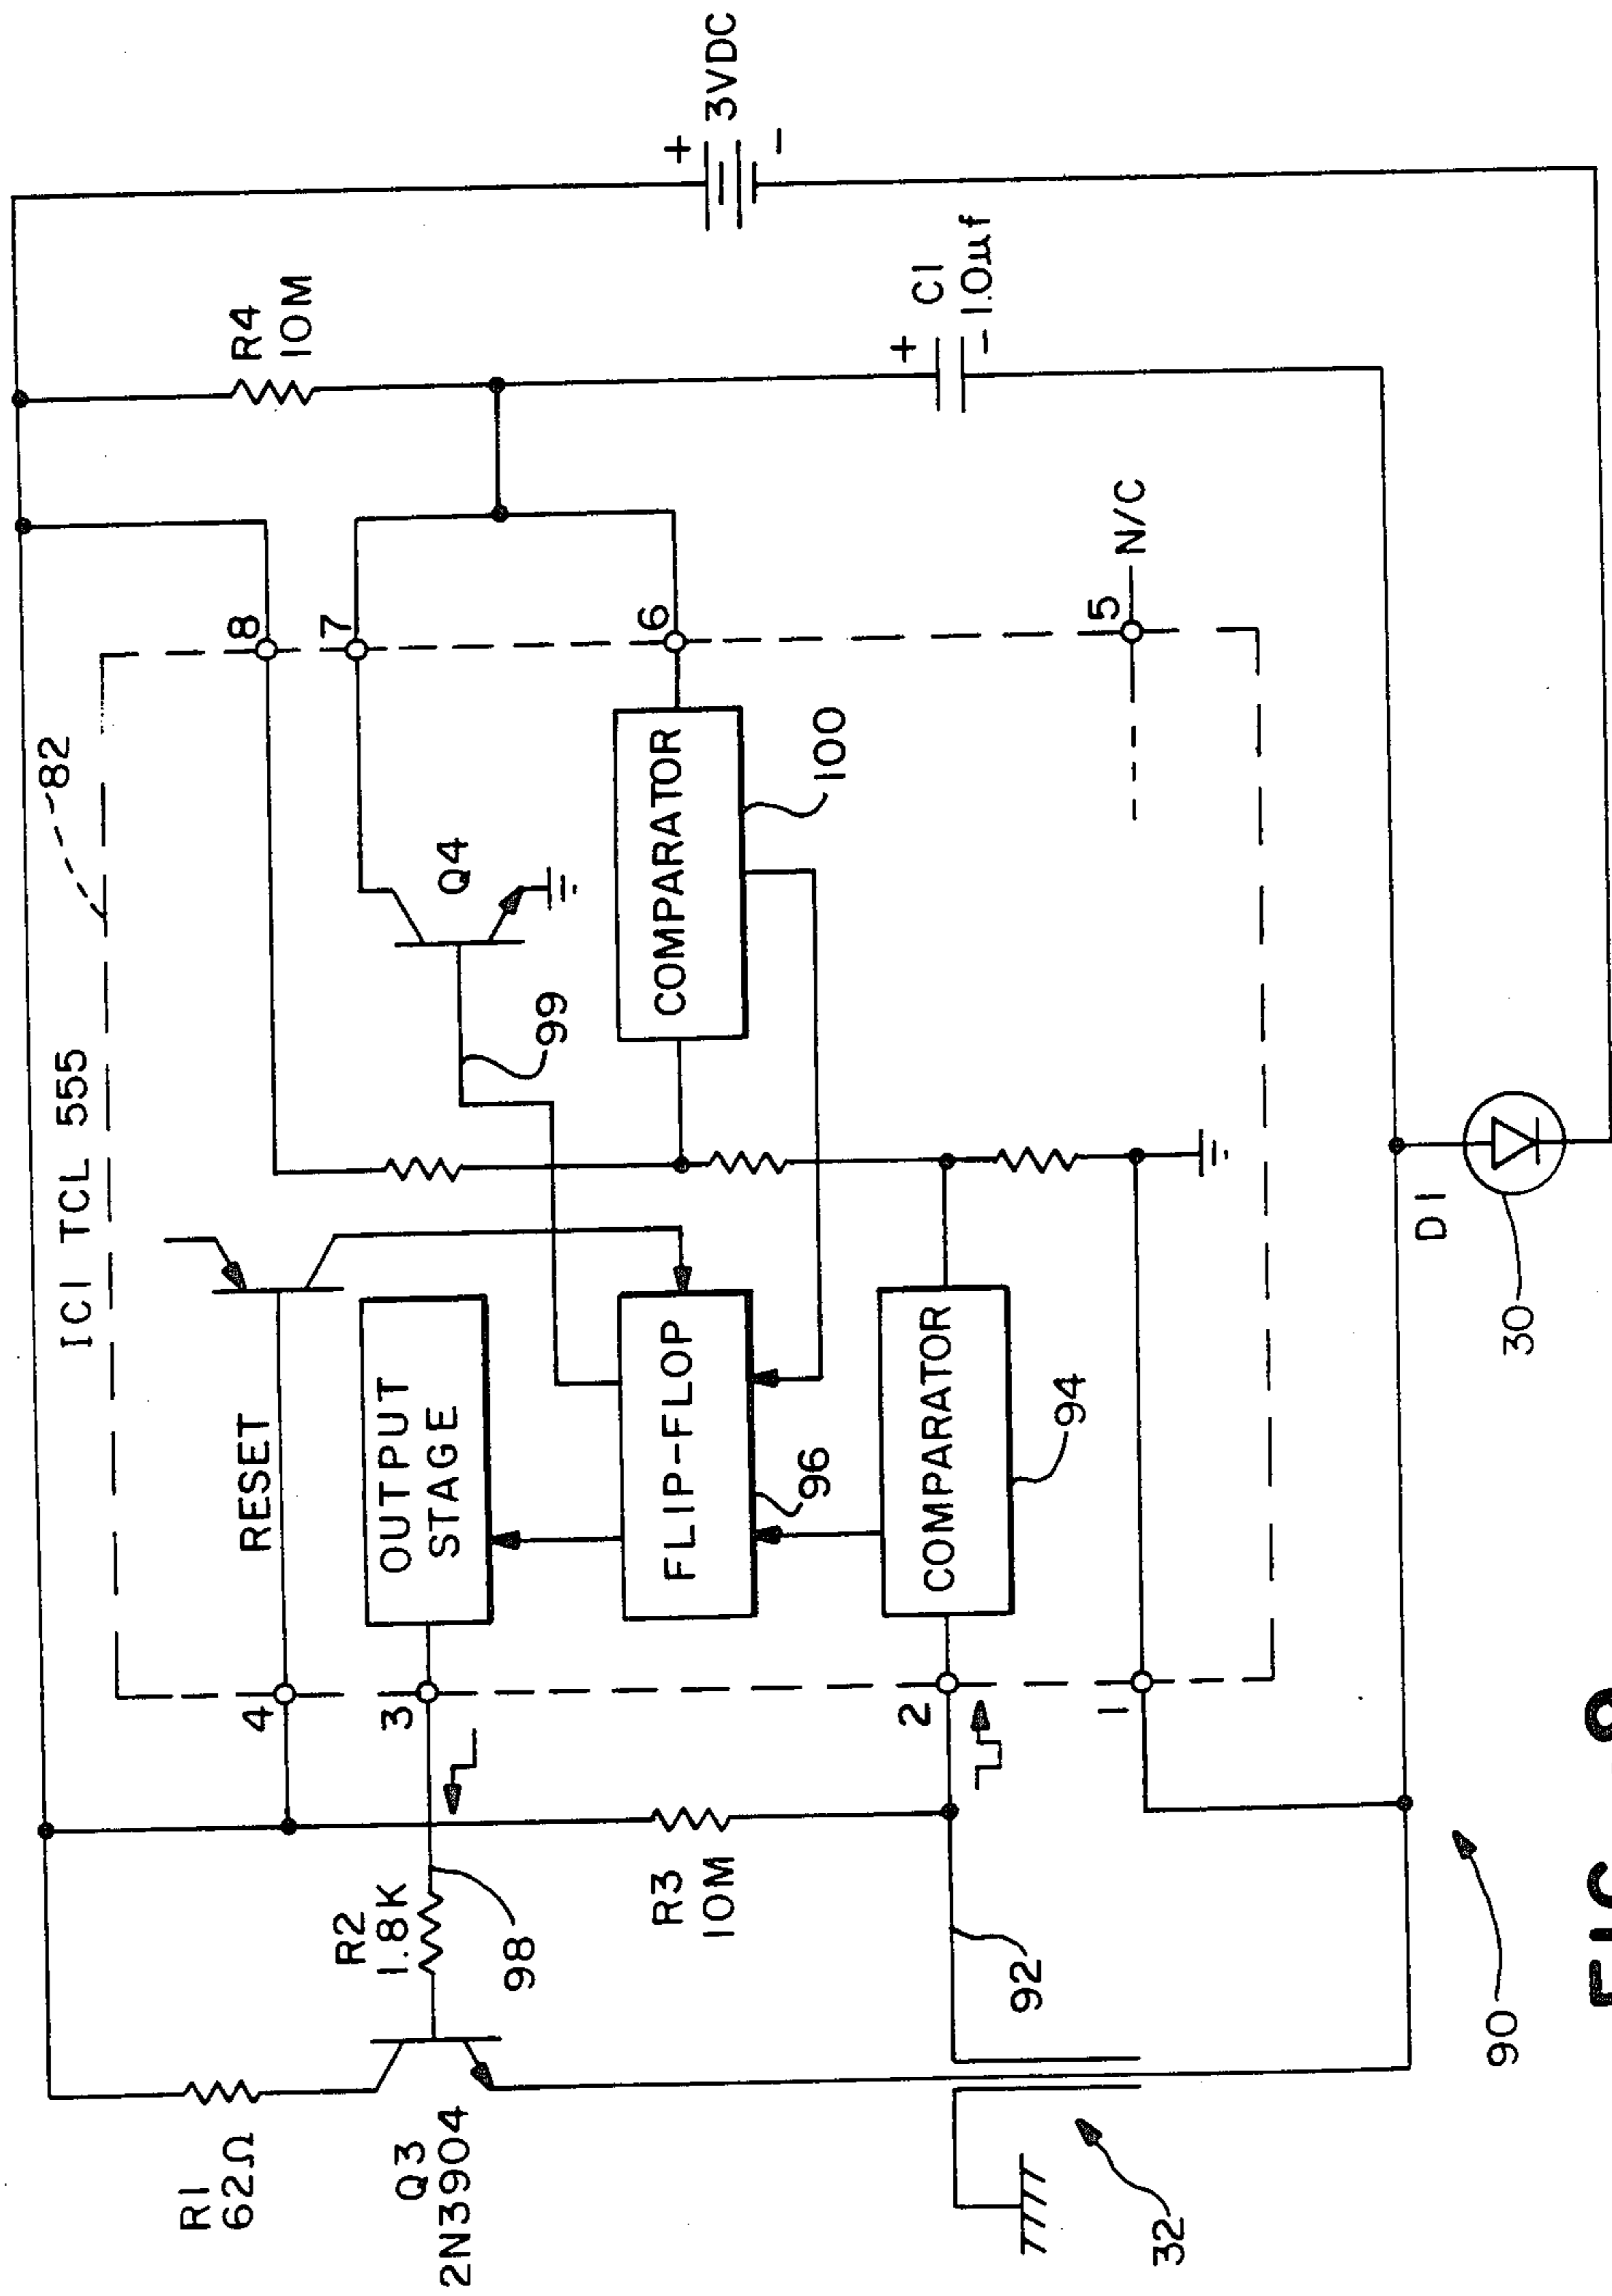 IC1 TCL 555
82
RESET
OUTPUT
STAGE
FLIP-FLOP
96
COMPARATOR
94
COMPARATOR
100
99
Q4
8
7
6
5
N/C
4
3
2
1
R1
62Ω
Q3
2N3904
R2
1.8K
98
R3
10M
92
32
90
R4
10M
+
C1
-1.0µf
+
3VDC
-
D1
30